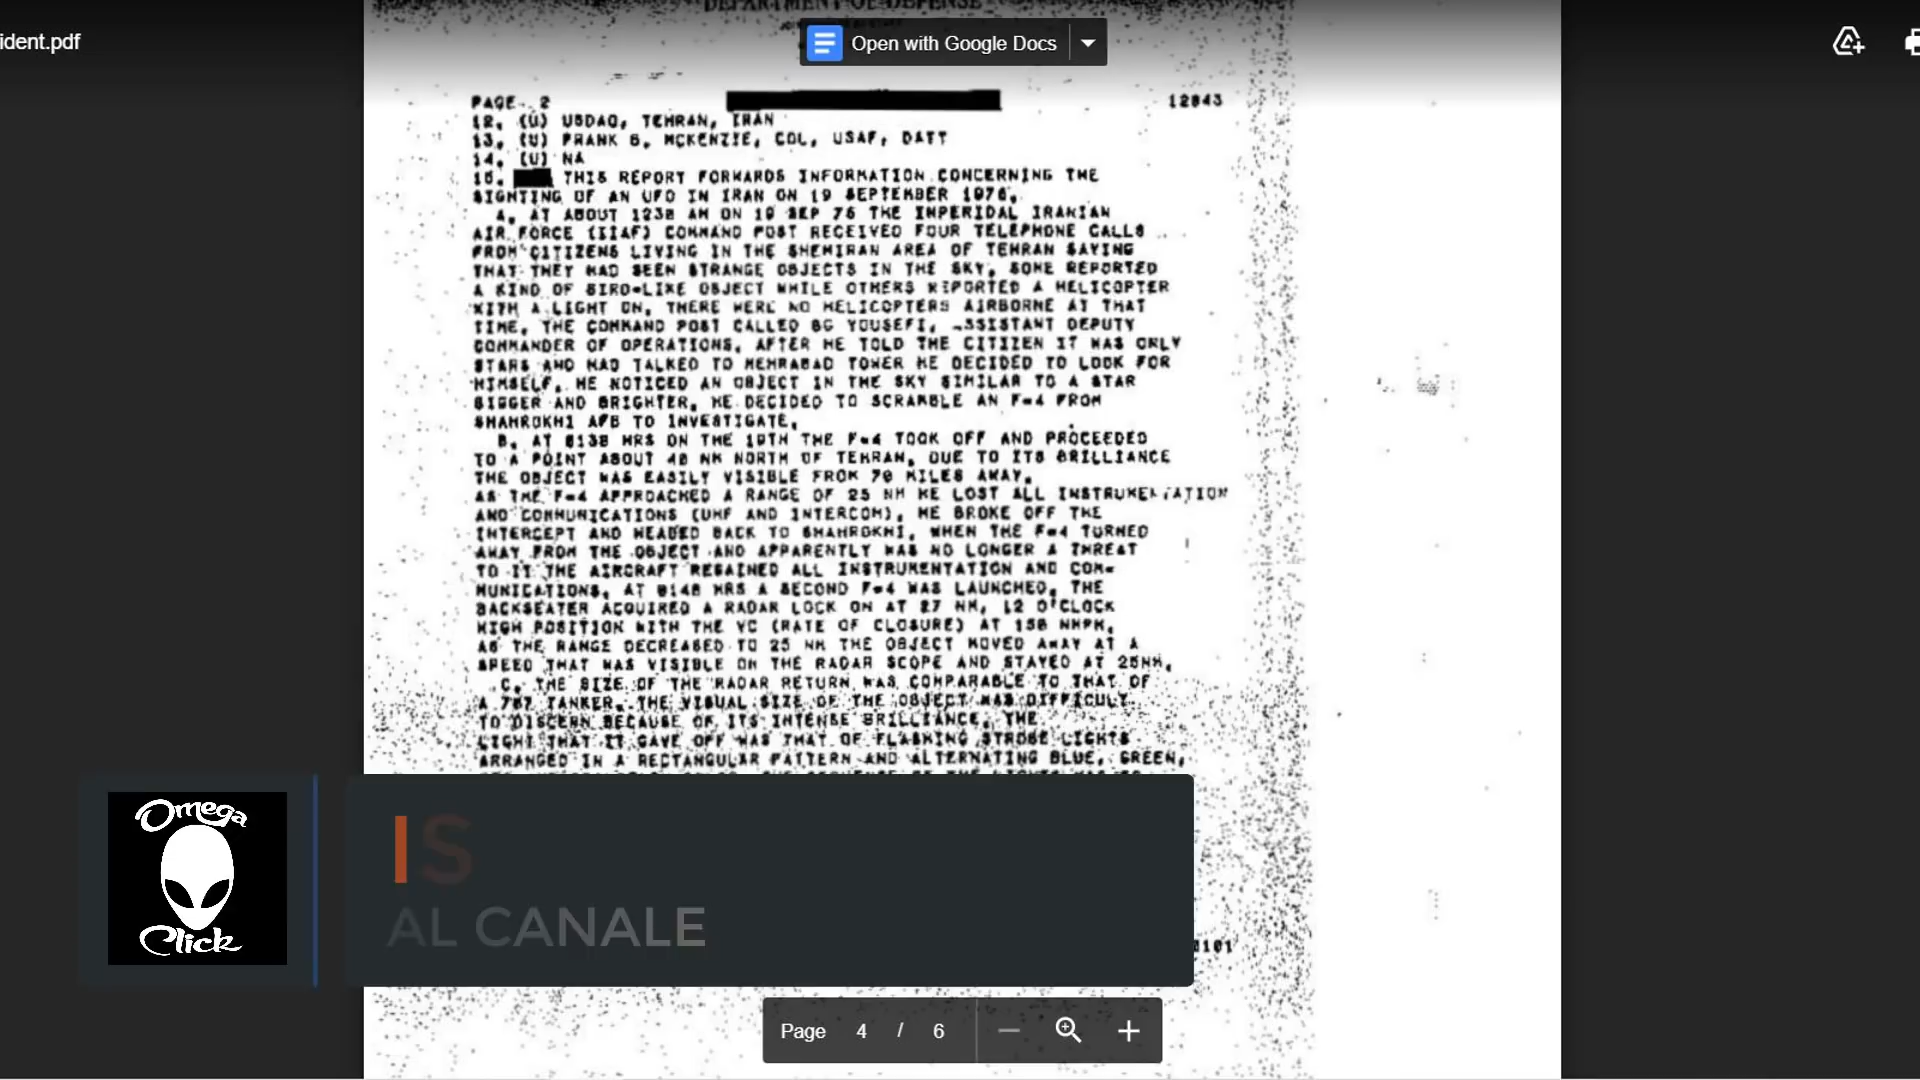 DEPARTMENT OF DEFENSE
ident.pdf
Open with Google Docs
PAGE 2
12843
12. (U) USDAO, TEHRAN, IRAN
13. (U) FRANK B. MCKENZIE, COL, USAF, DATT
14. (U) NA
15. THIS REPORT FORWARDS INFORMATION CONCERNING THE
SIGHTING OF AN UFO IN IRAN ON 19 SEPTEMBER 1976.
A. AT ABOUT 1230 AM ON 19 SEP 76 THE IMPERIDAL IRANIAN
AIR FORCE (IIAF) COMMAND POST RECEIVED FOUR TELEPHONE CALLS
FROM CITIZENS LIVING IN THE SHEMIRAN AREA OF TEHRAN SAYING
THAT THEY HAD SEEN STRANGE OBJECTS IN THE SKY. SOME REPORTED
A KIND OF BIRD-LIKE OBJECT WHILE OTHERS REPORTED A HELICOPTER
WITH A LIGHT ON. THERE WERE NO HELICOPTERS AIRBORNE AT THAT
TIME. THE COMMAND POST CALLED BG YOUSEFI, ASSISTANT DEPUTY
COMMANDER OF OPERATIONS. AFTER HE TOLD THE CITIZEN IT WAS ONLY
STARS AND HAD TALKED TO MEHRABAD TOWER HE DECIDED TO LOOK FOR
HIMSELF. HE NOTICED AN OBJECT IN THE SKY SIMILAR TO A STAR
BIGGER AND BRIGHTER. HE DECIDED TO SCRAMBLE AN F-4 FROM
SHAHROKHI AFB TO INVESTIGATE.
B. AT 0130 HRS ON THE 19TH THE F-4 TOOK OFF AND PROCEEDED
TO A POINT ABOUT 40 NM NORTH OF TEHRAN. DUE TO ITS BRILLIANCE
THE OBJECT WAS EASILY VISIBLE FROM 70 MILES AWAY.
AS THE F-4 APPROACHED A RANGE OF 25 NM HE LOST ALL INSTRUMENTATION
AND COMMUNICATIONS (UHF AND INTERCOM). HE BROKE OFF THE
INTERCEPT AND HEADED BACK TO SHAHROKHI. WHEN THE F-4 TURNED
AWAY FROM THE OBJECT AND APPARENTLY WAS NO LONGER A THREAT
TO IT THE AIRCRAFT REGAINED ALL INSTRUMENTATION AND COM-
MUNICATIONS. AT 0140 HRS A SECOND F-4 WAS LAUNCHED. THE
BACKSEATER ACQUIRED A RADAR LOCK ON AT 27 NM, 12 O'CLOCK
HIGH POSITION WITH THE VC (RATE OF CLOSURE) AT 150 NMPH.
AS THE RANGE DECREASED TO 25 NM THE OBJECT MOVED AWAY AT A
SPEED THAT WAS VISIBLE ON THE RADAR SCOPE AND STAYED AT 25NM.
C. THE SIZE OF THE RADAR RETURN WAS COMPARABLE TO THAT OF
A 707 TANKER. THE VISUAL SIZE OF THE OBJECT WAS DIFFICULT
TO DISCERN BECAUSE OF ITS INTENSE BRILLIANCE. THE
LIGHT THAT IT GAVE OFF WAS THAT OF FLASHING STROBE LIGHTS
ARRANGED IN A RECTANGULAR PATTERN AND ALTERNATING BLUE, GREEN,
Omega
Click
IS
AL CANALE
0101
Page 4 / 6